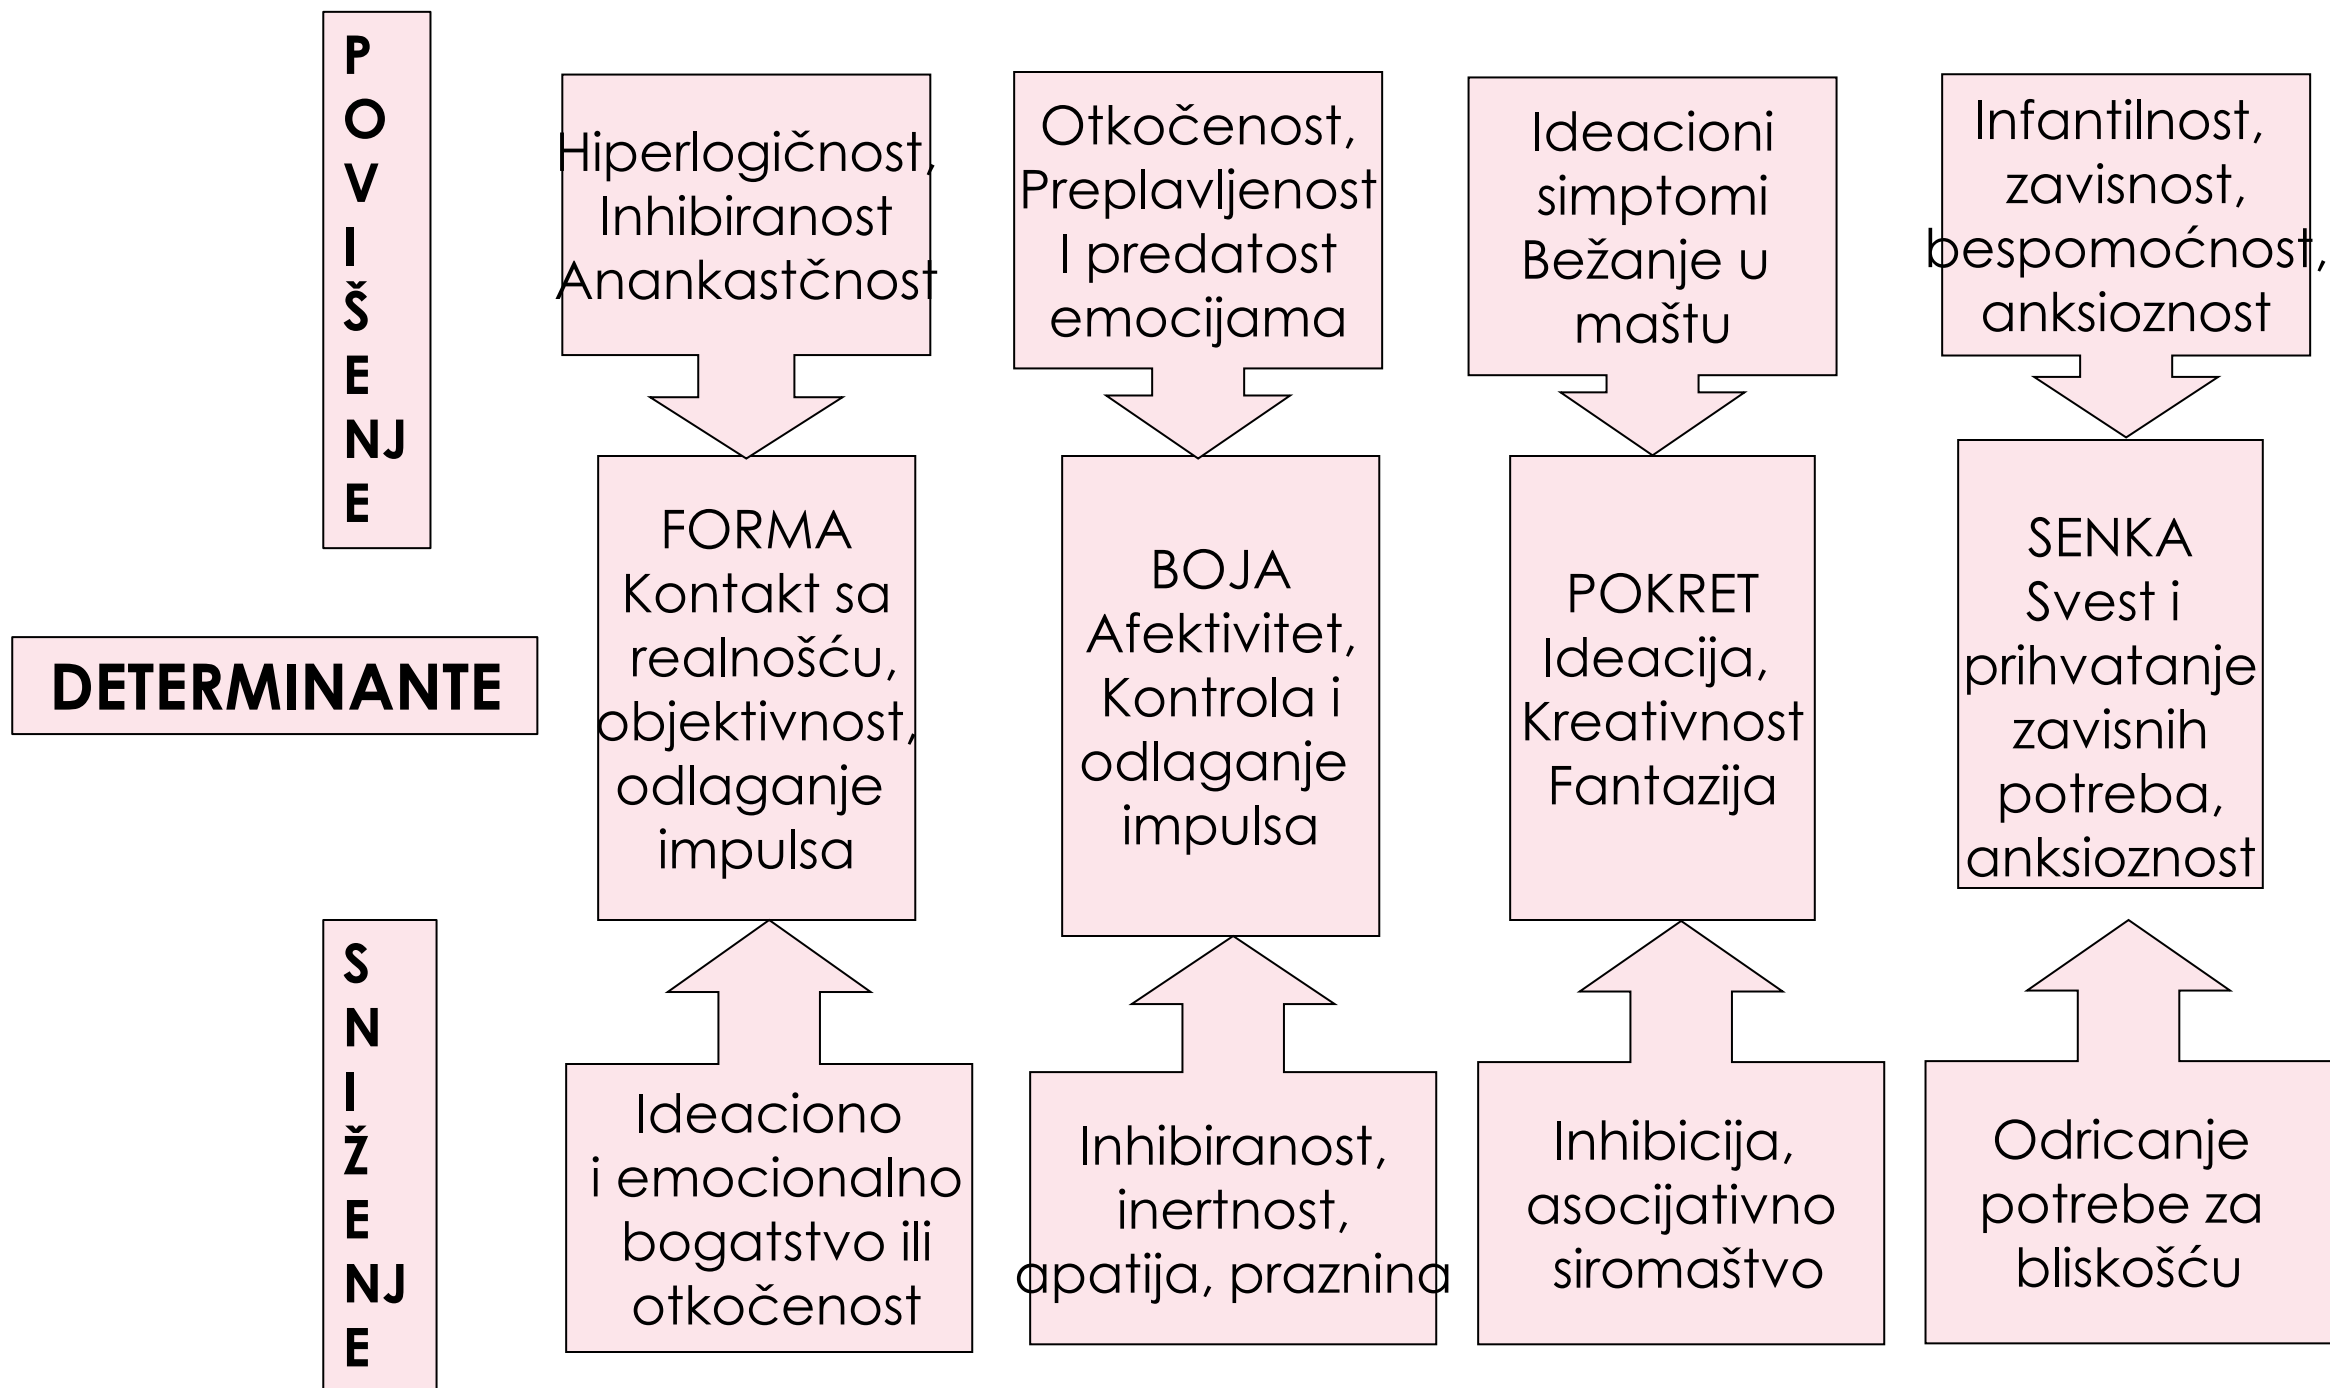 P
O
V
I
Š
E
NJ
E
Hiperlogičnost,
Inhibiranost
Anankastčnost
Otkočenost,
Preplavljenost
I predatost
emocijama
Ideacioni
simptomi
Bežanje u
maštu
Infantilnost,
zavisnost,
bespomoćnost,
anksioznost
DETERMINANTE
FORMA
Kontakt sa
realnošću,
objektivnost,
odlaganje
impulsa
BOJA
Afektivitet,
Kontrola i
odlaganje
impulsa
POKRET
Ideacija,
Kreativnost
Fantazija
SENKA
Svest i
prihvatanje
zavisnih
potreba,
anksioznost
S
N
I
Ž
E
NJ
E
Ideaciono
i emocionalno
bogatstvo ili
otkočenost
Inhibiranost,
inertnost,
apatija, praznina
Inhibicija,
asocijativno
siromaštvo
Odricanje
potrebe za
bliskošću